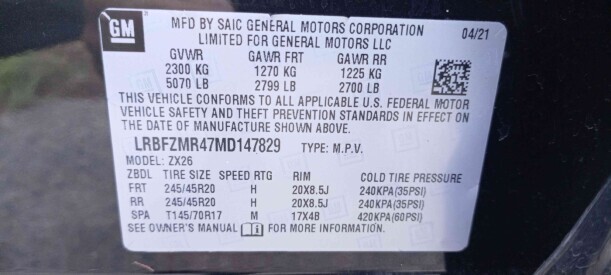 GM
MFD BY SAIC GENERAL MOTORS CORPORATION
LIMITED FOR GENERAL MOTORS LLC
04/21
GVWR GAWR FRT GAWR RR
2300 KG 1270 KG 1225 KG
5070 LB 2799 LB 2700 LB
THIS VEHICLE CONFORMS TO ALL APPLICABLE U.S. FEDERAL MOTOR
VEHICLE SAFETY AND THEFT PREVENTION STANDARDS IN EFFECT ON
THE DATE OF MANUFACTURE SHOWN ABOVE.
LRBFZMR47MD147829 TYPE: M.P.V.
MODEL: ZX26
ZBDL TIRE SIZE SPEED RTG RIM COLD TIRE PRESSURE
FRT 245/45R20 H 20X8.5J 240KPA(35PSI)
RR 245/45R20 H 20X8.5J 240KPA(35PSI)
SPA T145/70R17 M 17X4B 420KPA(60PSI)
SEE OWNER'S MANUAL FOR MORE INFORMATION.